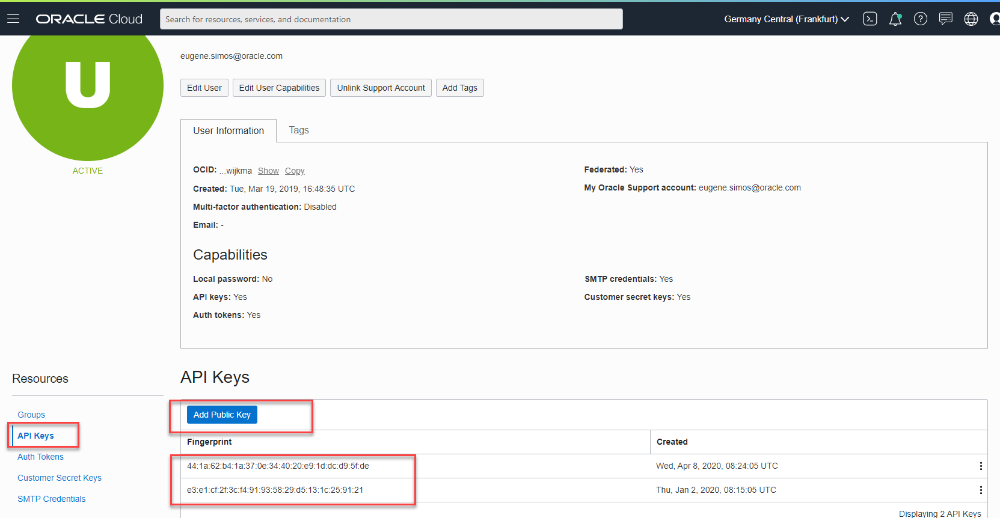 ORACLE Cloud
Search for resources, services, and documentation
Germany Central (Frankfurt)
U
ACTIVE
eugene.simos@oracle.com
Edit User
Edit User Capabilities
Unlink Support Account
Add Tags
User Information
Tags
OCID: ...wijkma Show Copy
Created: Tue, Mar 19, 2019, 16:48:35 UTC
Multi-factor authentication: Disabled
Email: -
Federated: Yes
My Oracle Support account: eugene.simos@oracle.com
Capabilities
Local password: No
API keys: Yes
Auth tokens: Yes
SMTP credentials: Yes
Customer secret keys: Yes
Resources
Groups
API Keys
Auth Tokens
Customer Secret Keys
SMTP Credentials
API Keys
Add Public Key
Fingerprint Created
44:1a:62:b4:1a:37:0e:34:40:20:e9:1d:dc:d9:5f:de Wed, Apr 8, 2020, 08:24:05 UTC
e3:e1:cf:2f:3c:f4:91:93:58:29:d5:13:1c:25:91:21 Thu, Jan 2, 2020, 08:15:05 UTC
Displaying 2 API Keys